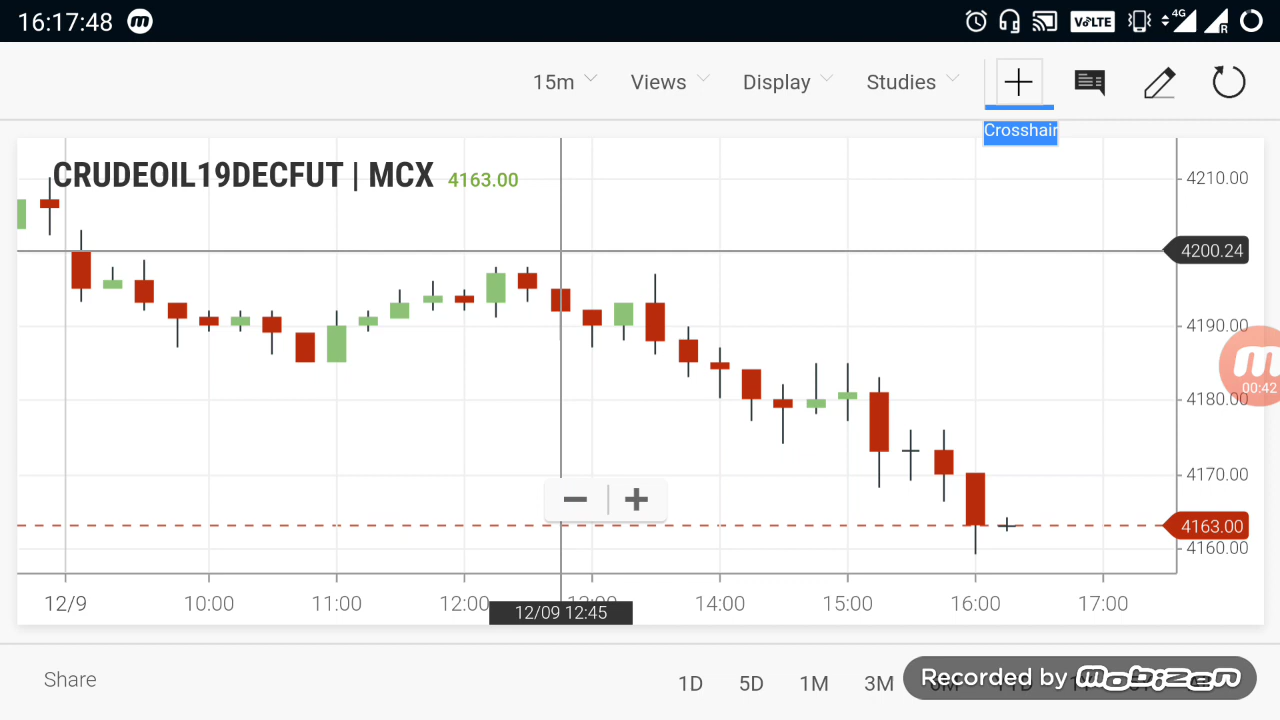 16:17:48
4G
VoLTE
R
15m Views Display Studies
Crosshair
CRUDEOIL19DECFUT | MCX 4163.00
4210.00
4200.24
4190.00
00:42
4180.00
4170.00
4163.00
4160.00
12/9 10:00 11:00 12:00 13:00 14:00 15:00 16:00 17:00
12/09 12:45
Share 1D 5D 1M 3M
Recorded by mobizen